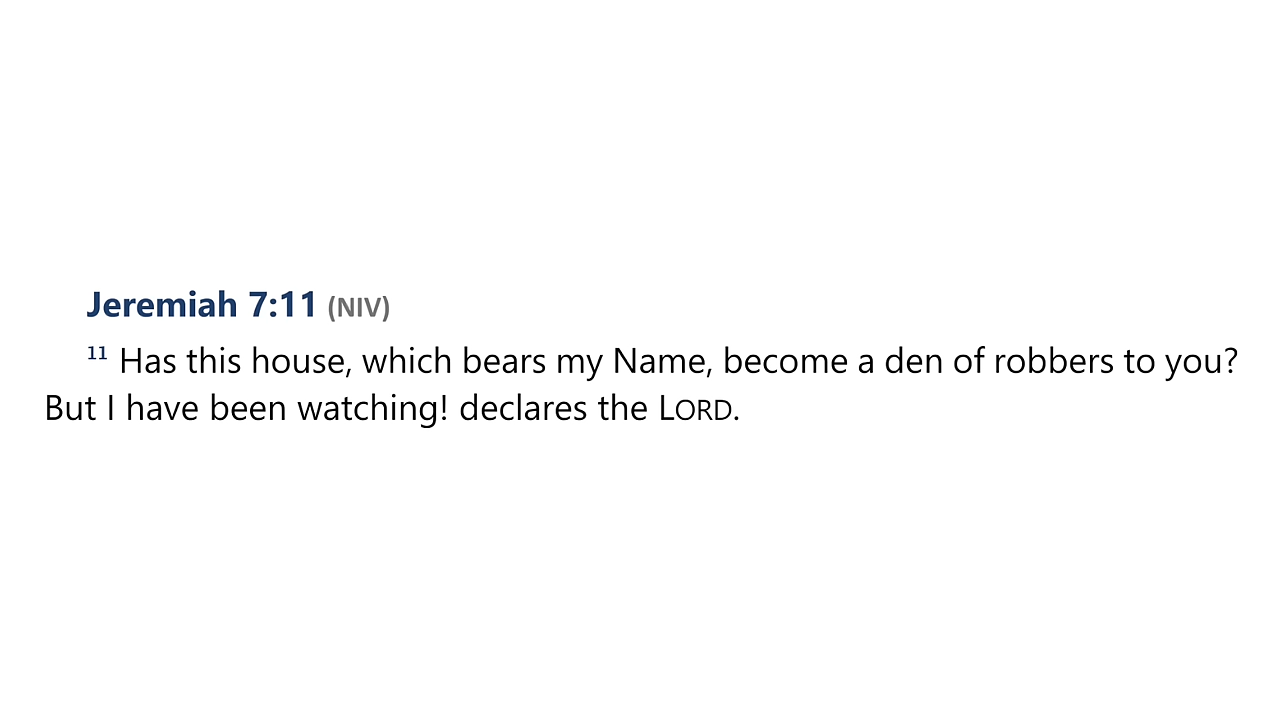 Jeremiah 7:11 (NIV)
11 Has this house, which bears my Name, become a den of robbers to you?
But I have been watching! declares the LORD.